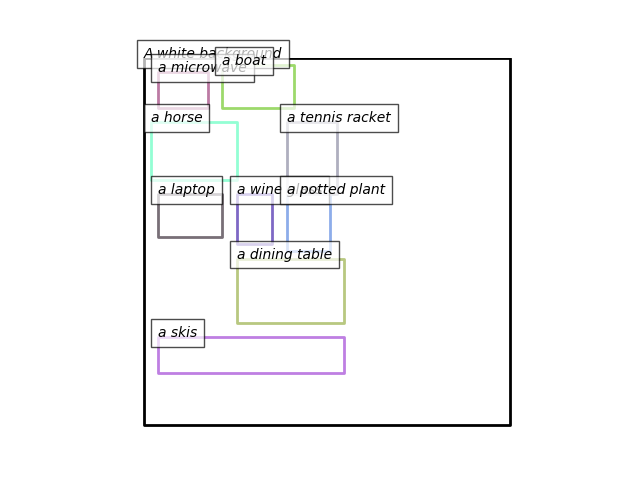 A white background
a microwave
a boat
a horse
a tennis racket
a laptop
a wine glass
a potted plant
a dining table
a skis